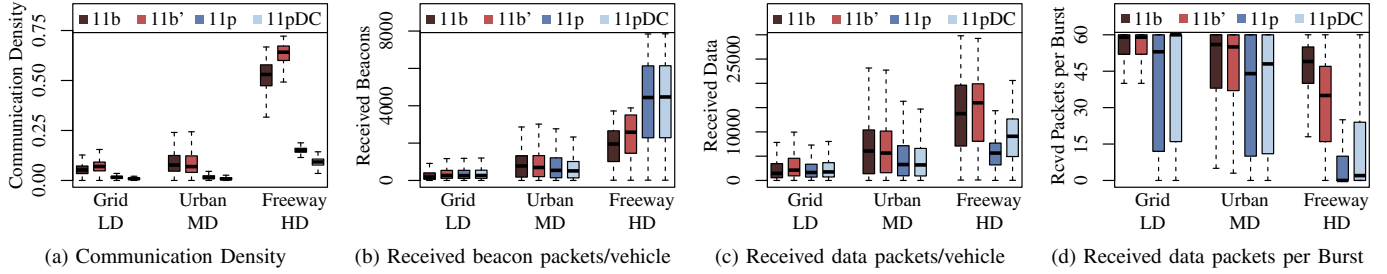 11b 11b' 11p 11pDC
Communication Density
0.00 0.25 0.50 0.75
Grid Urban Freeway
LD MD HD
(a) Communication Density
11b 11b' 11p 11pDC
Received Beacons
0 4000 8000
Grid Urban Freeway
LD MD HD
(b) Received beacon packets/vehicle
11b 11b' 11p 11pDC
Received Data
0 10000 25000
Grid Urban Freeway
LD MD HD
(c) Received data packets/vehicle
11b 11b' 11p 11pDC
Rcvd Packets per Burst
0 15 30 45 60
Grid Urban Freeway
LD MD HD
(d) Received data packets per Burst